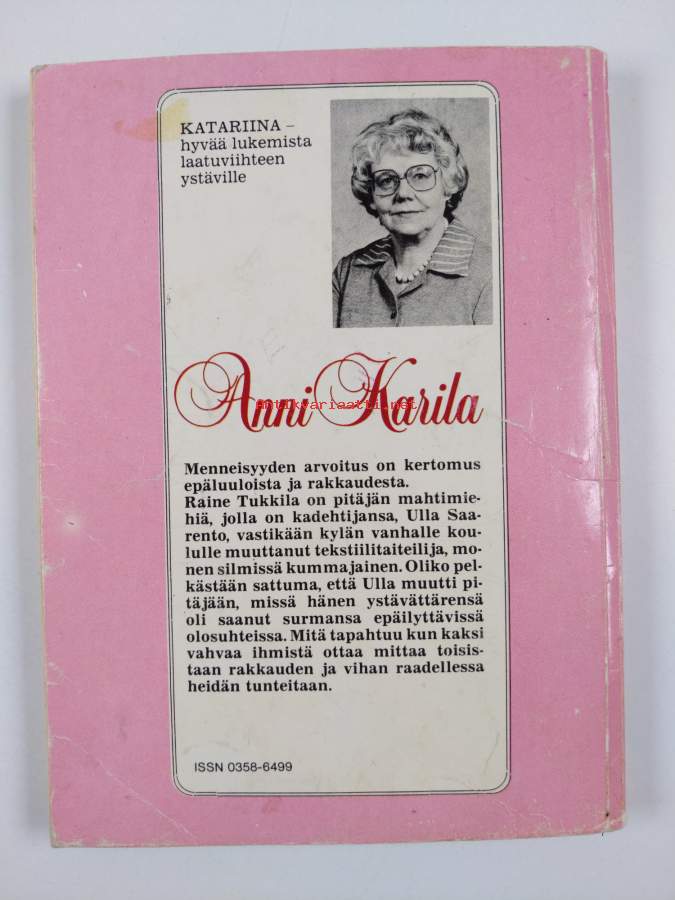 KATARIINA –
hyvää lukemista
laatuviihteen
ystäville
Anni Karila
antikvariaatti.net
Menneisyyden arvoitus on kertomus
epäluuloista ja rakkaudesta.
Raine Tukkila on pitäjän mahtimie-
hiä, jolla on kadehtijansa, Ulla Saa-
rento, vastikään kylän vanhalle kou-
lulle muuttanut tekstiilitaiteilija, mo-
nen silmissä kummajainen. Oliko pel-
kästään sattuma, että Ulla muutti pi-
täjään, missä hänen ystävättärensä
oli saanut surmansa epäilyttävissä
olosuhteissa. Mitä tapahtuu kun kaksi
vahvaa ihmistä ottaa mittaa toisis-
taan rakkauden ja vihan raadellessa
heidän tunteitaan.
ISSN 0358-6499